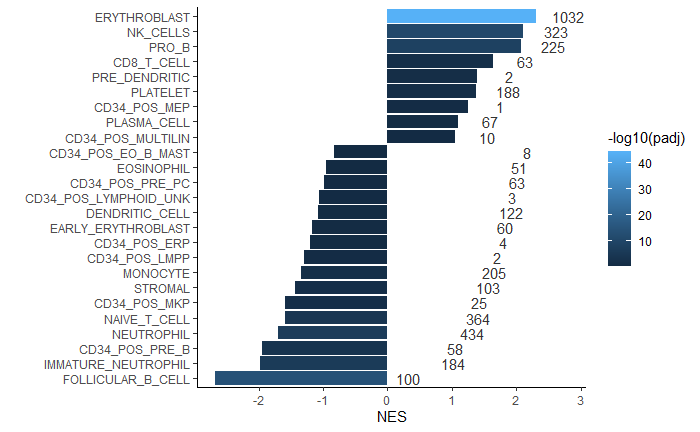 ERYTHROBLAST 1032
NK_CELLS 323
PRO_B 225
CD8_T_CELL 63
PRE_DENDRITIC 2
PLATELET 188
CD34_POS_MEP 1
PLASMA_CELL 67
CD34_POS_MULTILIN 10
CD34_POS_EO_B_MAST 8
EOSINOPHIL 51
CD34_POS_PRE_PC 63
CD34_POS_LYMPHOID_UNK 3
DENDRITIC_CELL 122
EARLY_ERYTHROBLAST 60
CD34_POS_ERP 4
CD34_POS_LMPP 2
MONOCYTE 205
STROMAL 103
CD34_POS_MKP 25
NAIVE_T_CELL 364
NEUTROPHIL 434
CD34_POS_PRE_B 58
IMMATURE_NEUTROPHIL 184
FOLLICULAR_B_CELL 100
-2 -1 0 1 2 3
NES
-log10(padj)
40
30
20
10